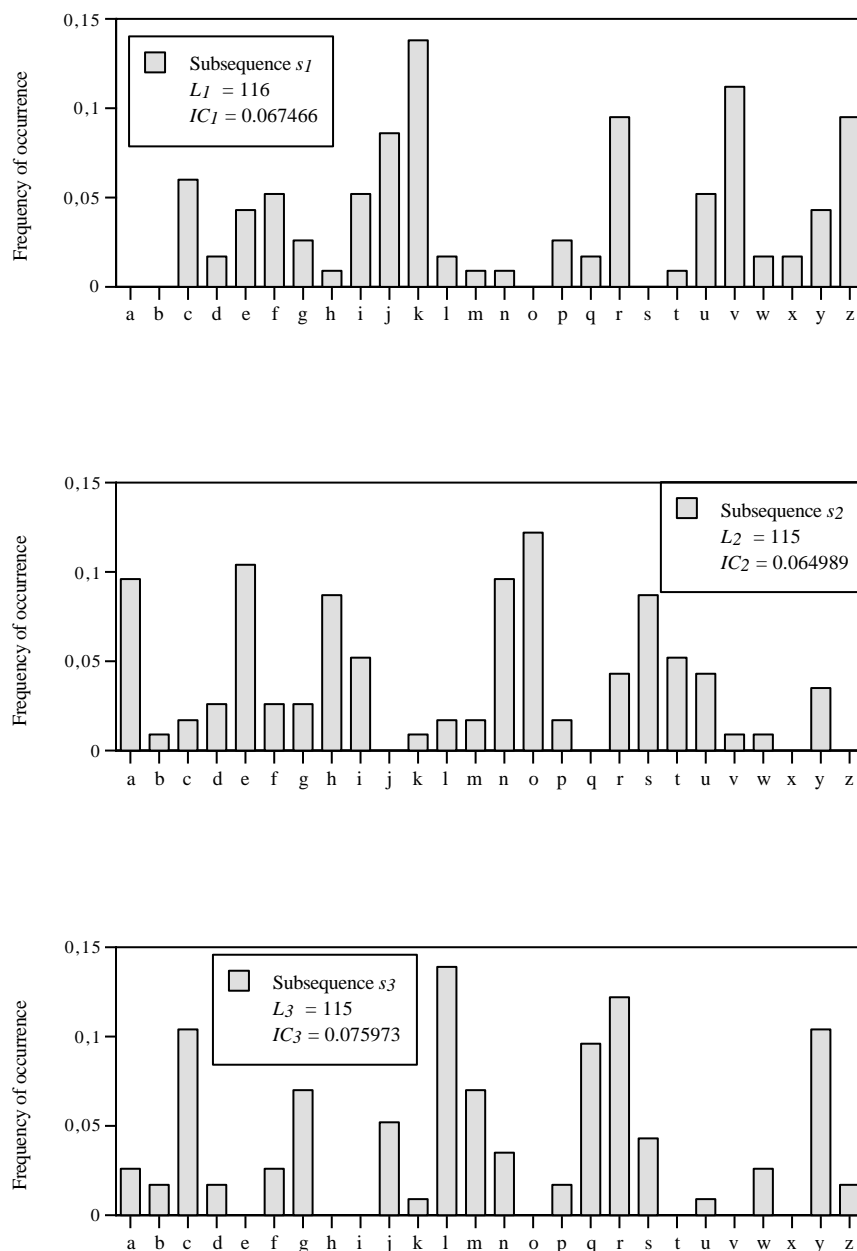 0,15
Subsequence s1
L1 = 116
IC1 = 0.067466
0,1
Frequency of occurrence
0,05
0
a b c d e f g h i j k l m n o p q r s t u v w x y z
0,15
Subsequence s2
L2 = 115
IC2 = 0.064989
0,1
Frequency of occurrence
0,05
0
a b c d e f g h i j k l m n o p q r s t u v w x y z
0,15
Subsequence s3
L3 = 115
IC3 = 0.075973
0,1
Frequency of occurrence
0,05
0
a b c d e f g h i j k l m n o p q r s t u v w x y z